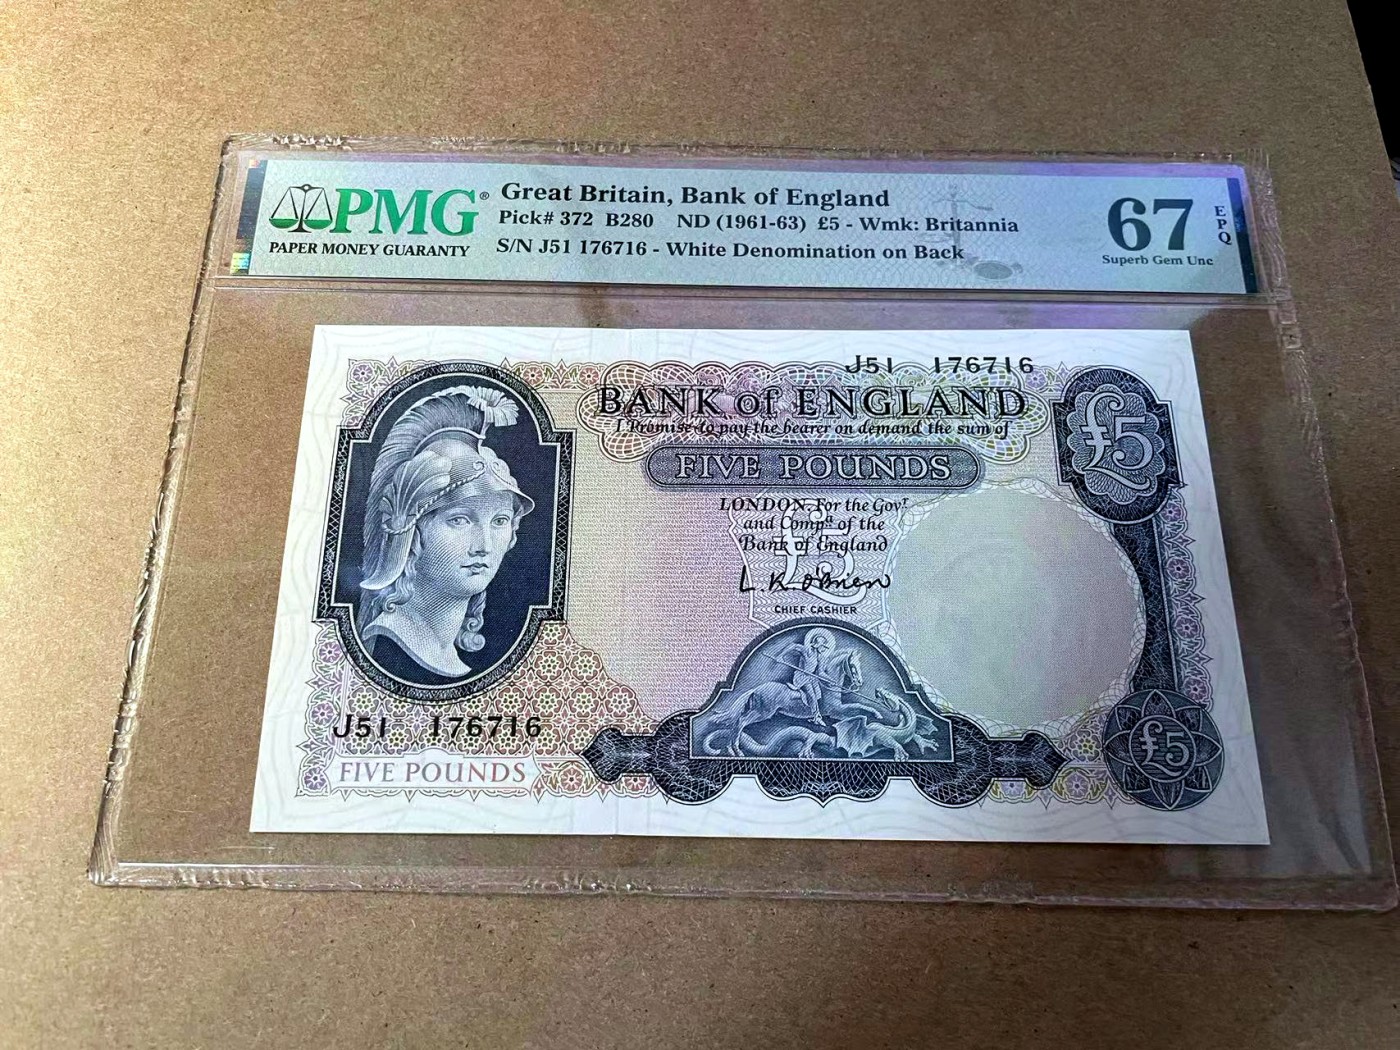 PMG®
PAPER MONEY GUARANTY
Great Britain, Bank of England
Pick# 372 B280 ND (1961-63) £5 - Wmk: Britannia
S/N J51 176716 - White Denomination on Back
67
EPQ
Superb Gem Unc
J51 176716
BANK of ENGLAND
I Promise to pay the bearer on demand the sum of
FIVE POUNDS
£5
LONDON, For the Govr
and Compa of the
Bank of England
£5
L.K. O'Brien
CHIEF CASHIER
J51 176716
FIVE POUNDS
£5